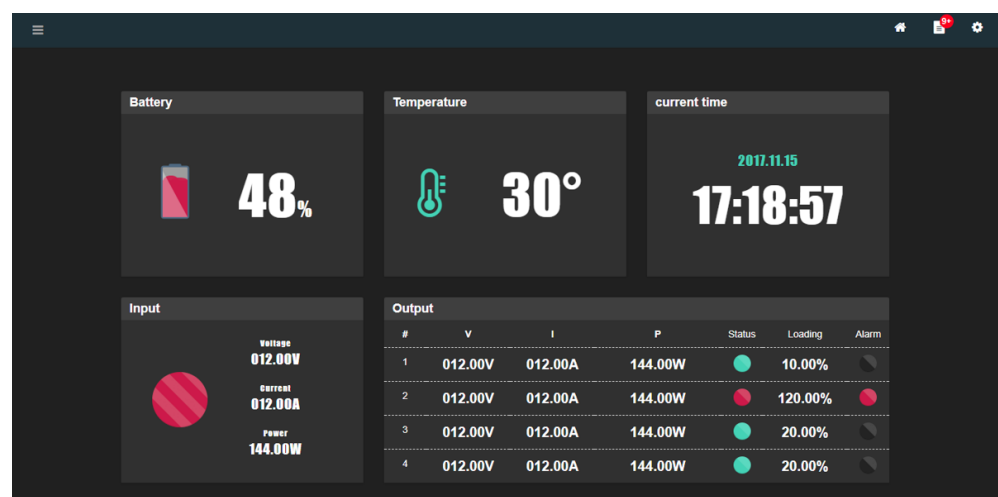 9+
Battery
48%
Temperature
30°
current time
2017.11.15
17:18:57
Input
Voltage
012.00V
Current
012.00A
Power
144.00W
Output
# V I P Status Loading Alarm
1 012.00V 012.00A 144.00W 10.00%
2 012.00V 012.00A 144.00W 120.00%
3 012.00V 012.00A 144.00W 20.00%
4 012.00V 012.00A 144.00W 20.00%